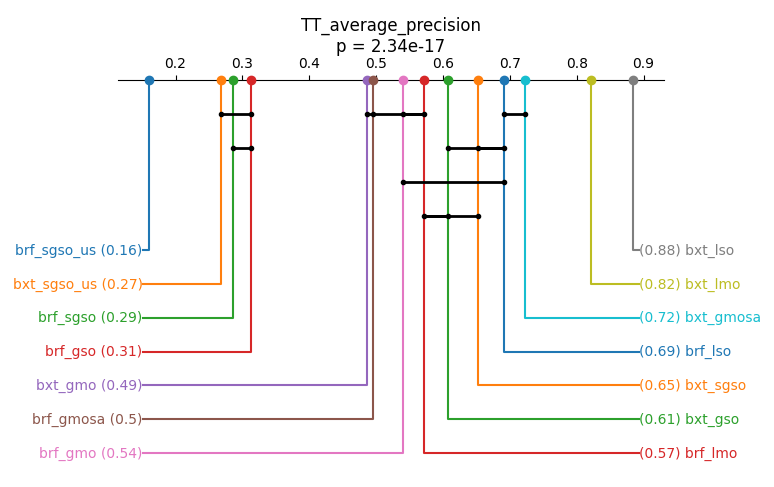 TT_average_precision
p = 2.34e-17
0.2 0.3 0.4 0.5 0.6 0.7 0.8 0.9
brf_sgso_us (0.16) (0.88) bxt_lso
bxt_sgso_us (0.27) (0.82) bxt_lmo
brf_sgso (0.29) (0.72) bxt_gmosa
brf_gso (0.31) (0.69) brf_lso
bxt_gmo (0.49) (0.65) bxt_sgso
brf_gmosa (0.5) (0.61) bxt_gso
brf_gmo (0.54) (0.57) brf_lmo